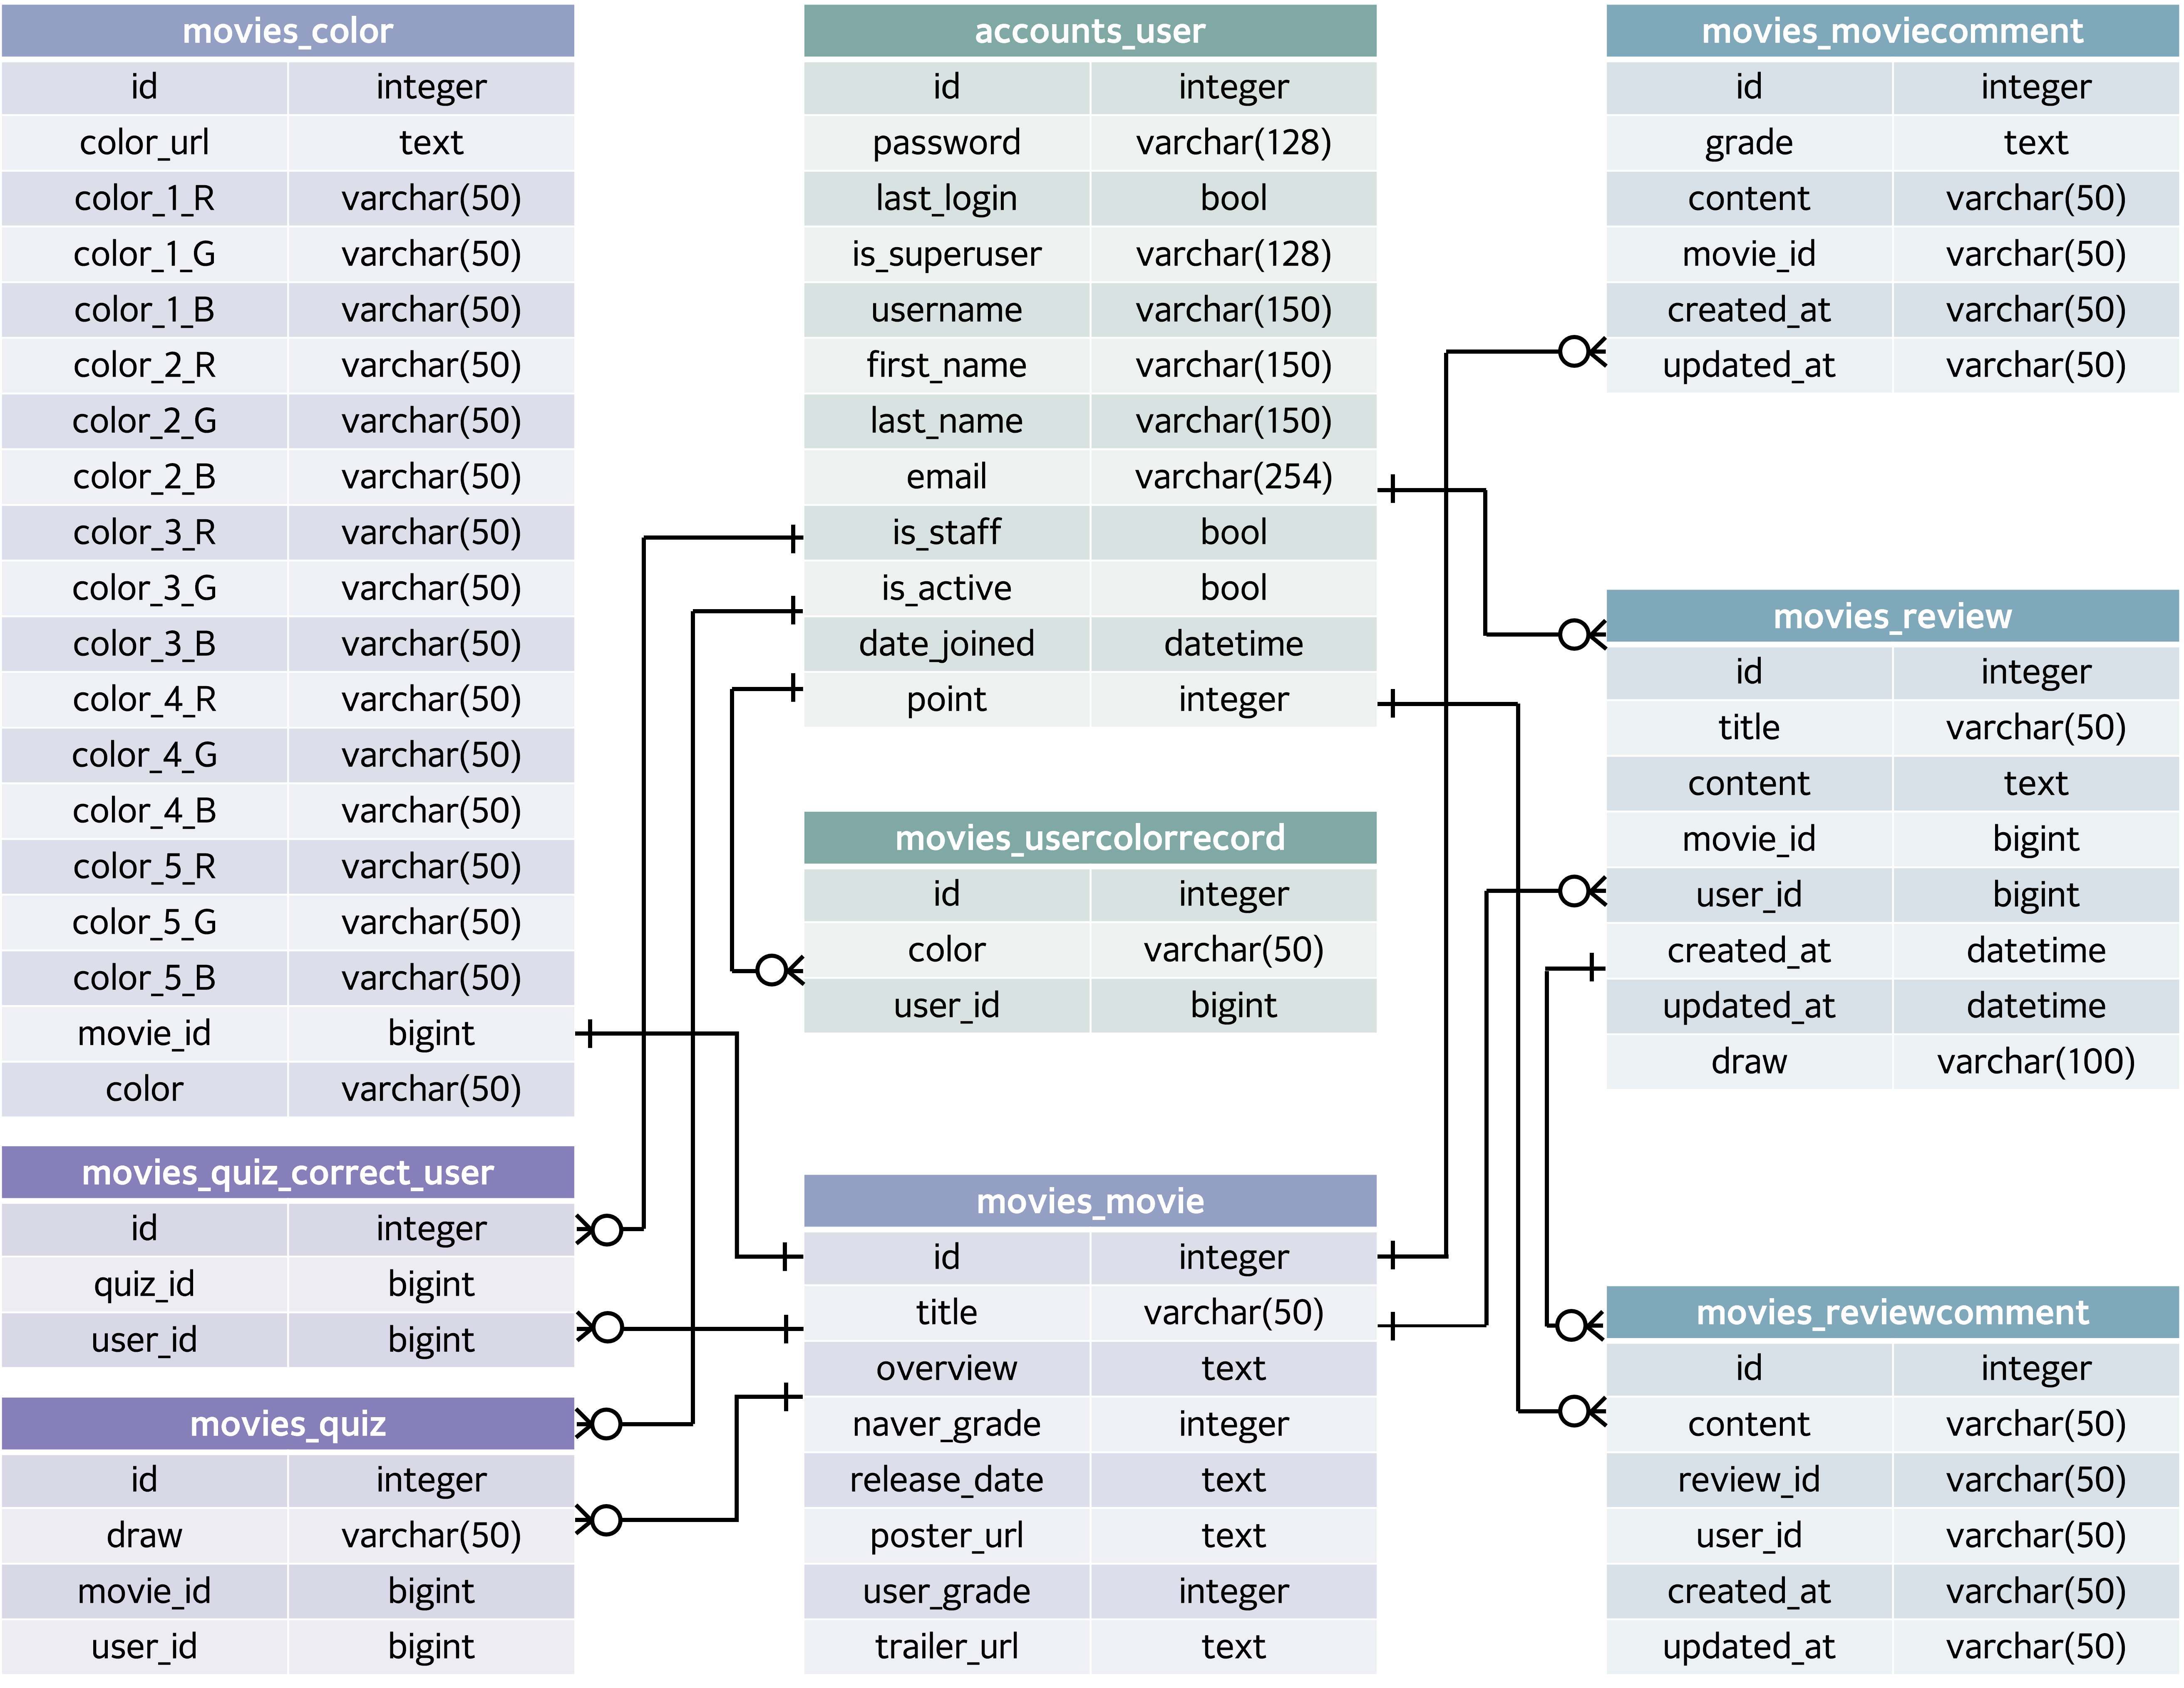 movies_color
id integer
color_url text
color_1_R varchar(50)
color_1_G varchar(50)
color_1_B varchar(50)
color_2_R varchar(50)
color_2_G varchar(50)
color_2_B varchar(50)
color_3_R varchar(50)
color_3_G varchar(50)
color_3_B varchar(50)
color_4_R varchar(50)
color_4_G varchar(50)
color_4_B varchar(50)
color_5_R varchar(50)
color_5_G varchar(50)
color_5_B varchar(50)
movie_id bigint
color varchar(50)
movies_quiz_correct_user
id integer
quiz_id bigint
user_id bigint
movies_quiz
id integer
draw varchar(50)
movie_id bigint
user_id bigint
accounts_user
id integer
password varchar(128)
last_login bool
is_superuser varchar(128)
username varchar(150)
first_name varchar(150)
last_name varchar(150)
email varchar(254)
is_staff bool
is_active bool
date_joined datetime
point integer
movies_usercolorrecord
id integer
color varchar(50)
user_id bigint
movies_movie
id integer
title varchar(50)
overview text
naver_grade integer
release_date text
poster_url text
user_grade integer
trailer_url text
movies_moviecomment
id integer
grade text
content varchar(50)
movie_id varchar(50)
created_at varchar(50)
updated_at varchar(50)
movies_review
id integer
title varchar(50)
content text
movie_id bigint
user_id bigint
created_at datetime
updated_at datetime
draw varchar(100)
movies_reviewcomment
id integer
content varchar(50)
review_id varchar(50)
user_id varchar(50)
created_at varchar(50)
updated_at varchar(50)